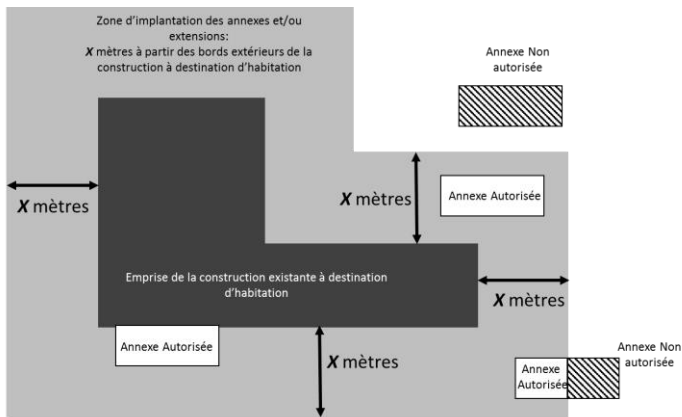 Zone d'implantation des annexes et/ou
extensions:
X mètres à partir des bords extérieurs de la
construction à destination d'habitation
Annexe Non
autorisée
X mètres
X mètres
Annexe Autorisée
Emprise de la construction existante à destination
d'habitation
X mètres
Annexe Autorisée
X mètres
Annexe
Autorisée
Annexe Non
autorisée